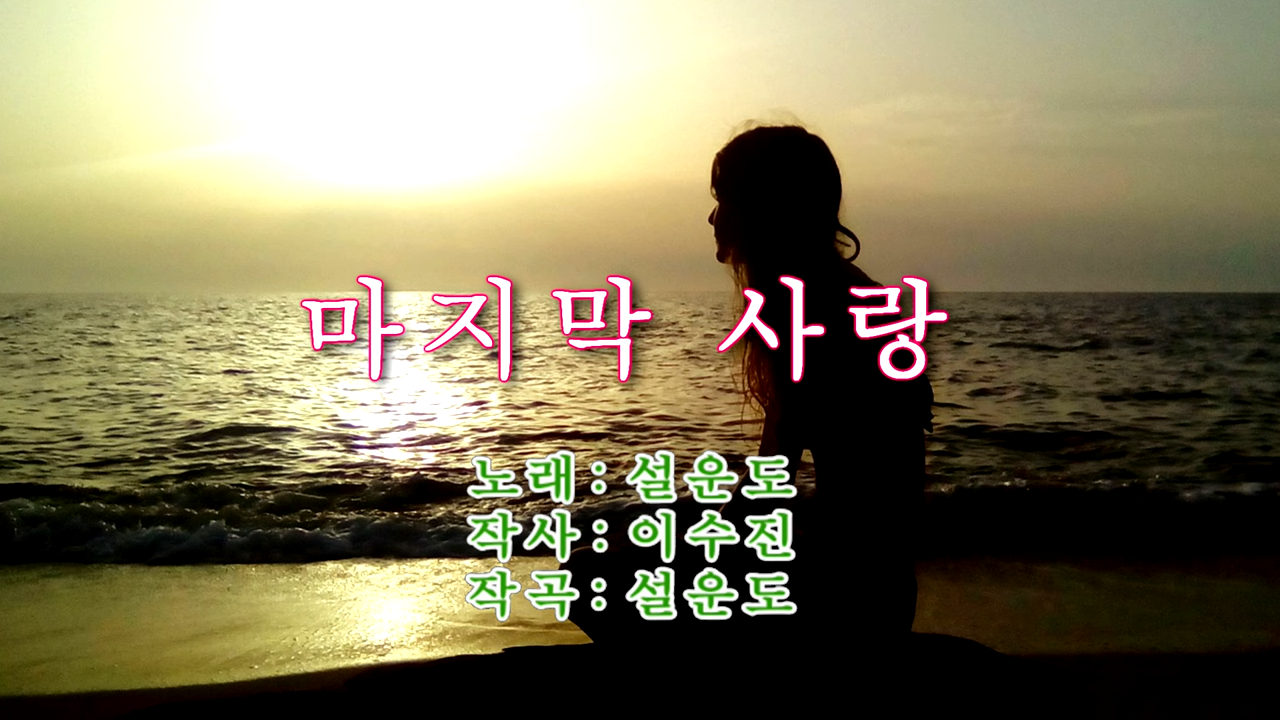 마지막 사랑
노래 : 설운도
작사 : 이수진
작곡 : 설운도